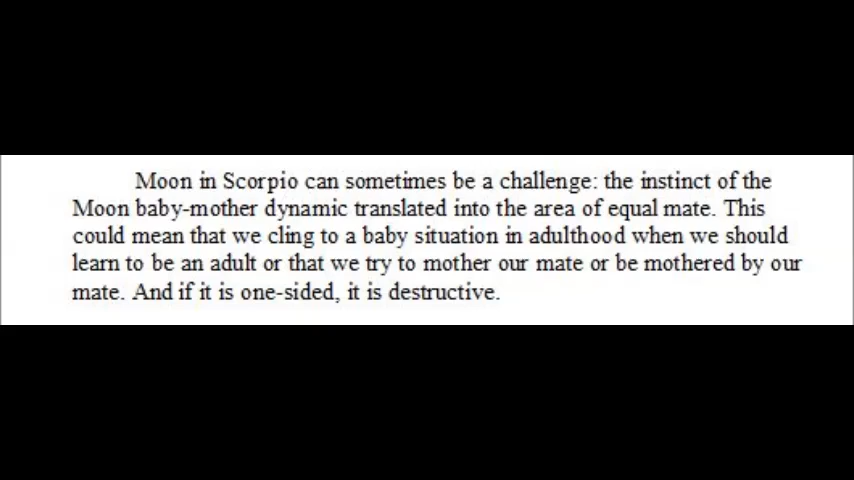 Moon in Scorpio can sometimes be a challenge: the instinct of the
Moon baby-mother dynamic translated into the area of equal mate. This
could mean that we cling to a baby situation in adulthood when we should
learn to be an adult or that we try to mother our mate or be mothered by our
mate. And if it is one-sided, it is destructive.